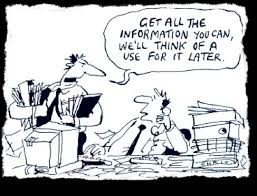 GET ALL THE
INFORMATION YOU CAN,
WE'LL THINK OF A
USE FOR IT LATER.